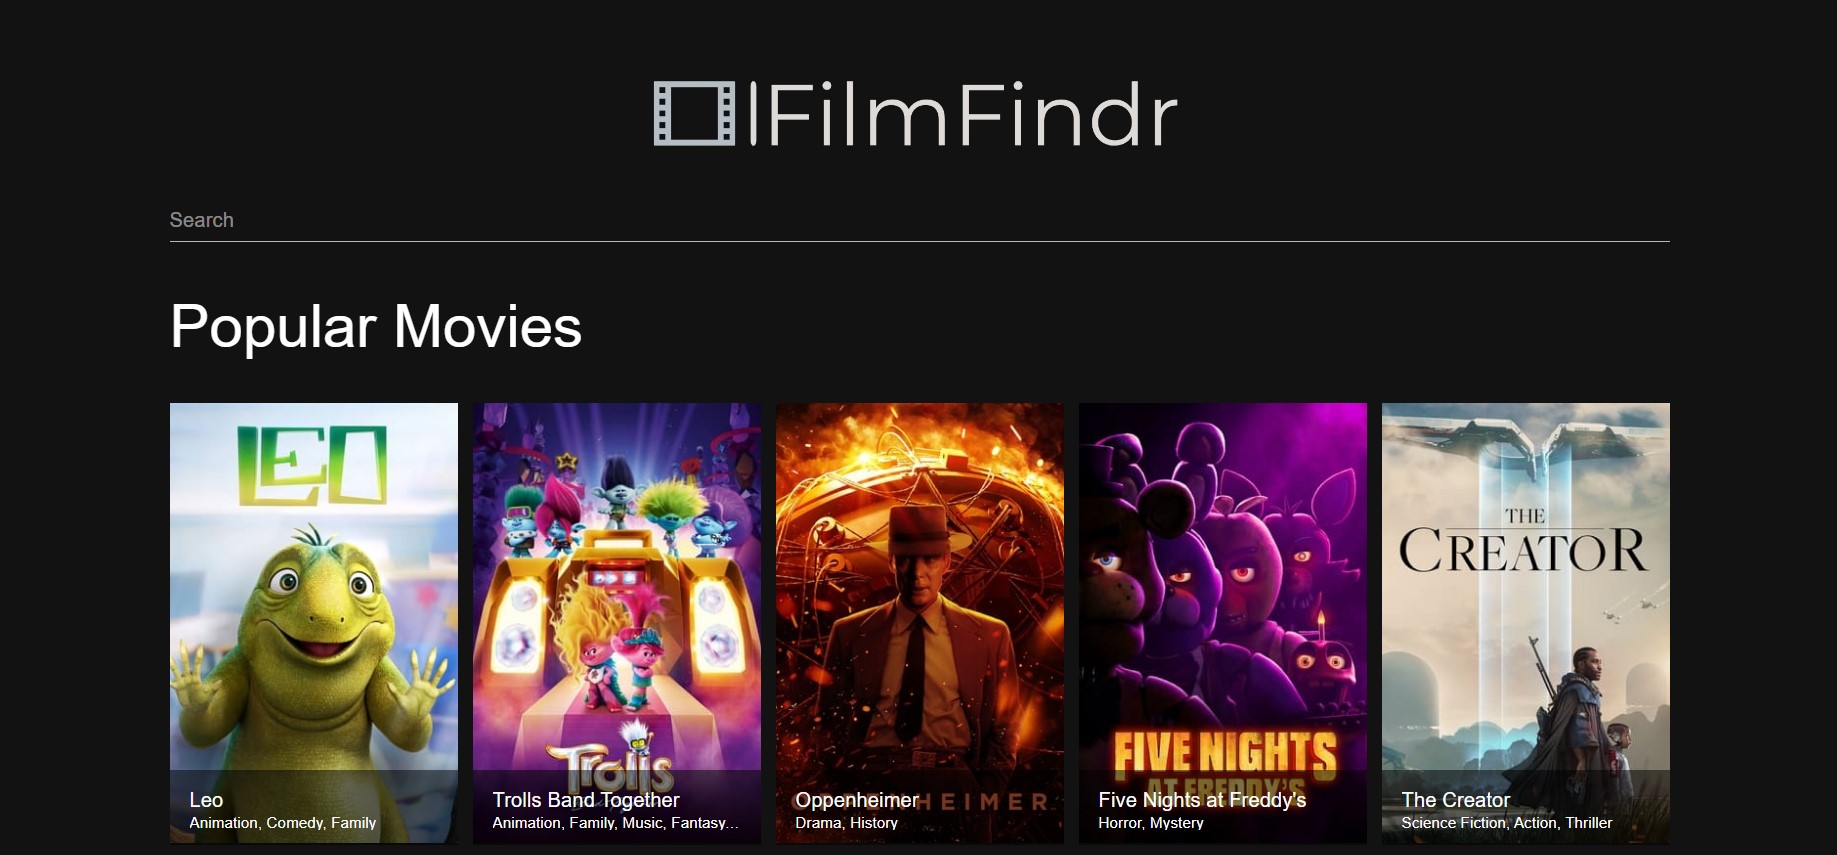 FilmFindr
Search
Popular Movies
LEO
Leo
Animation, Comedy, Family
Trolls
Trolls Band Together
Animation, Family, Music, Fantasy...
OPPENHEIMER
Oppenheimer
Drama, History
FIVE NIGHTS
AT FREDDY'S
Five Nights at Freddy's
Horror, Mystery
THE
CREATOR
The Creator
Science Fiction, Action, Thriller